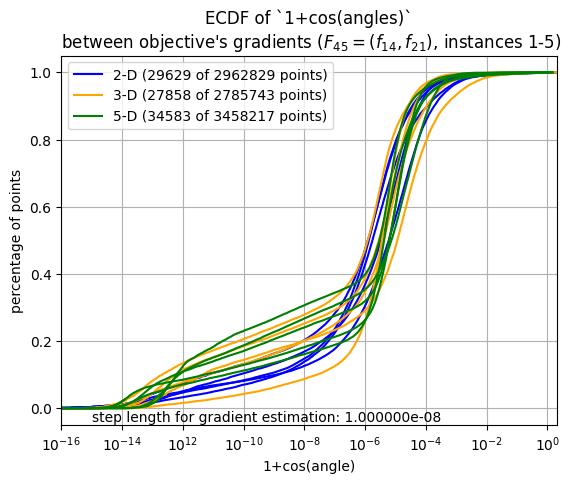 ECDF of `1+cos(angles)`
between objective's gradients (F₄₅ = (f₁₄, f₂₁), instances 1-5)
2-D (29629 of 2962829 points)
3-D (27858 of 2785743 points)
5-D (34583 of 3458217 points)
percentage of points
1.0
0.8
0.6
0.4
0.2
0.0
step length for gradient estimation: 1.000000e-08
10⁻¹⁶ 10⁻¹⁴ 10⁻¹² 10⁻¹⁰ 10⁻⁸ 10⁻⁶ 10⁻⁴ 10⁻² 10⁰
1+cos(angle)